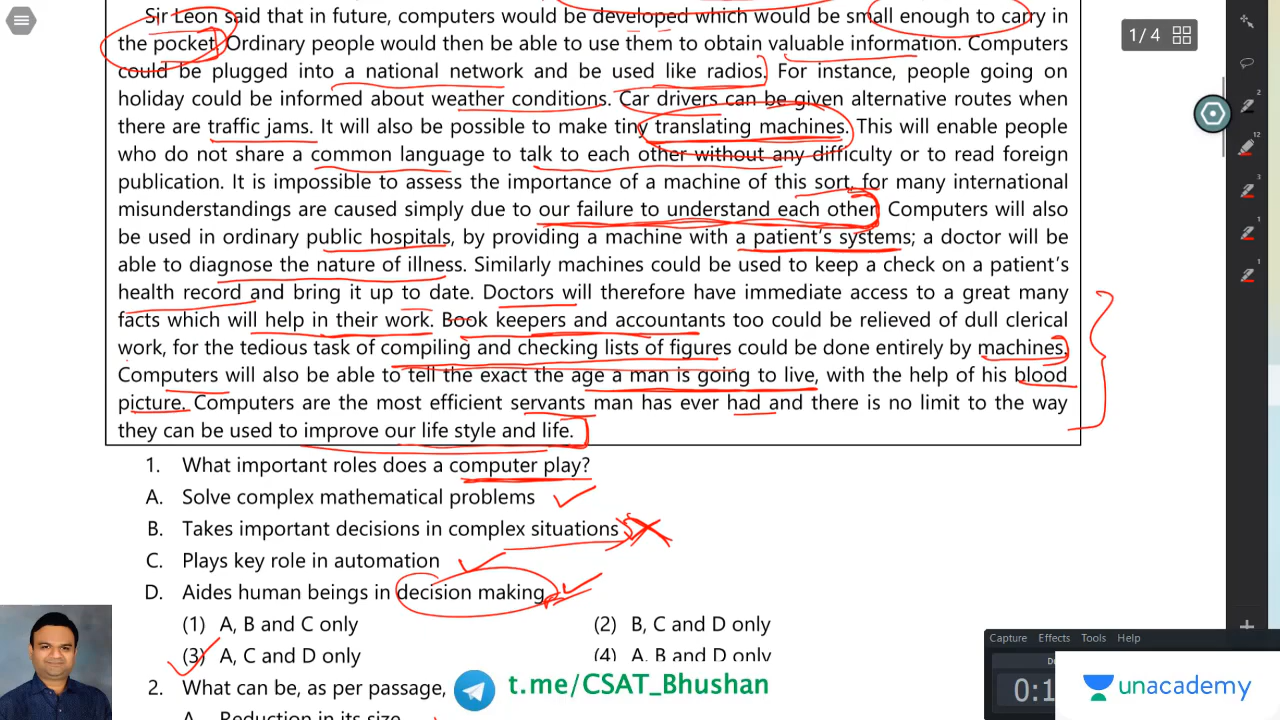 Sir Leon said that in future, computers would be developed which would be small enough to carry in
the pocket. Ordinary people would then be able to use them to obtain valuable information. Computers
could be plugged into a national network and be used like radios. For instance, people going on
holiday could be informed about weather conditions. Car drivers can be given alternative routes when
there are traffic jams. It will also be possible to make tiny translating machines. This will enable people
who do not share a common language to talk to each other without any difficulty or to read foreign
publication. It is impossible to assess the importance of a machine of this sort, for many international
misunderstandings are caused simply due to our failure to understand each other. Computers will also
be used in ordinary public hospitals, by providing a machine with a patient's systems; a doctor will be
able to diagnose the nature of illness. Similarly machines could be used to keep a check on a patient's
health record and bring it up to date. Doctors will therefore have immediate access to a great many
facts which will help in their work. Book keepers and accountants too could be relieved of dull clerical
work, for the tedious task of compiling and checking lists of figures could be done entirely by machines.
Computers will also be able to tell the exact the age a man is going to live, with the help of his blood
picture. Computers are the most efficient servants man has ever had and there is no limit to the way
they can be used to improve our life style and life.
1. What important roles does a computer play?
A. Solve complex mathematical problems
B. Takes important decisions in complex situations
C. Plays key role in automation
D. Aides human beings in decision making
(1) A, B and C only (2) B, C and D only
(3) A, C and D only (4) A, B and D only
2. What can be, as per passage,
A. Reduction in its size
t.me/CSAT_Bhushan
1/4
2
12
3
1
1
1
Capture Effects Tools Help
0:1
unacademy